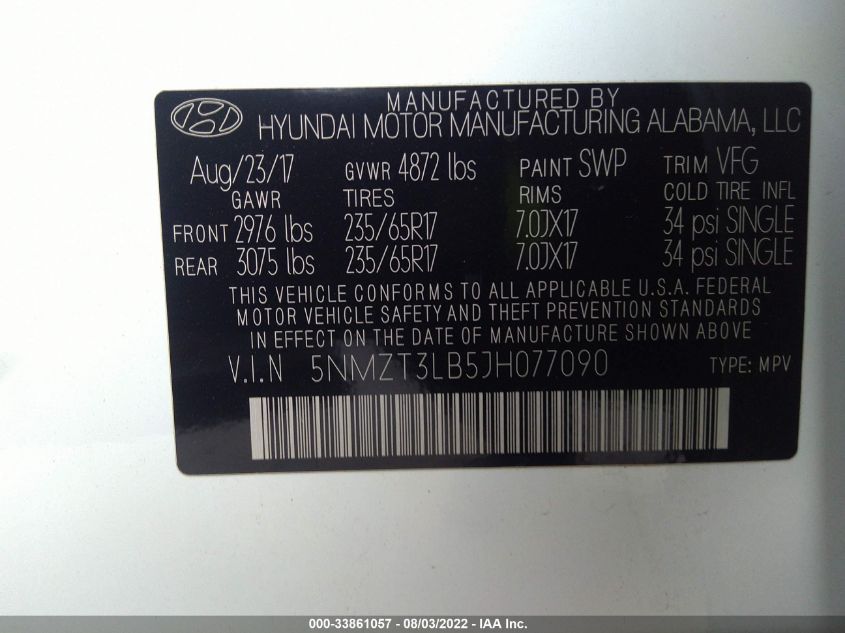 MANUFACTURED BY
HYUNDAI MOTOR MANUFACTURING ALABAMA, LLC
Aug/23/17 GVWR 4872 lbs PAINT SWP TRIM VFG
GAWR TIRES RIMS COLD TIRE INFL
FRONT 2976 lbs 235/65R17 7.0JX17 34 psi SINGLE
REAR 3075 lbs 235/65R17 7.0JX17 34 psi SINGLE
THIS VEHICLE CONFORMS TO ALL APPLICABLE U.S.A. FEDERAL
MOTOR VEHICLE SAFETY AND THEFT PREVENTION STANDARDS
IN EFFECT ON THE DATE OF MANUFACTURE SHOWN ABOVE
V.I.N 5NMZT3LB5JH077090 TYPE: MPV
000-33861057 - 08/03/2022 - IAA Inc.